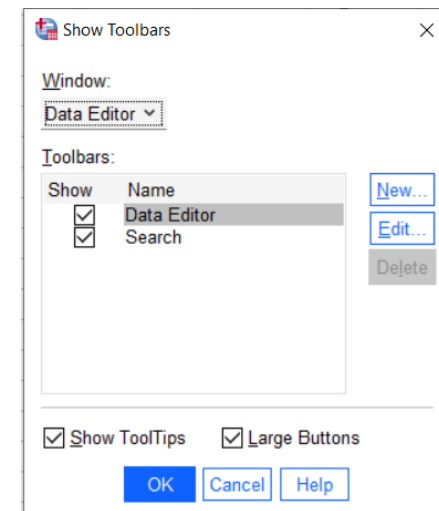 Show Toolbars
Window:
Data Editor
Toolbars:
Show Name
Data Editor
Search
New...
Edit...
Delete
Show ToolTips Large Buttons
OK Cancel Help